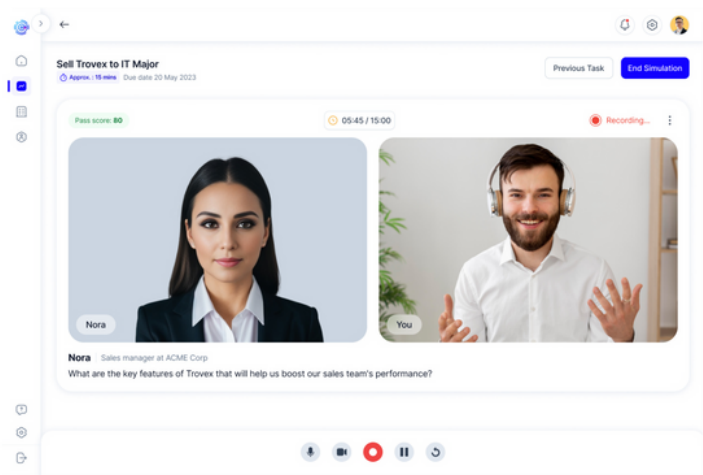 Sell Trovex to IT Major
Previous Task
End Simulation
Approx. : 15 mins Due date 20 May 2023
Pass score: 80
05:45 / 15:00
Recording...
Nora
You
Nora Sales manager at ACME Corp
What are the key features of Trovex that will help us boost our sales team's performance?